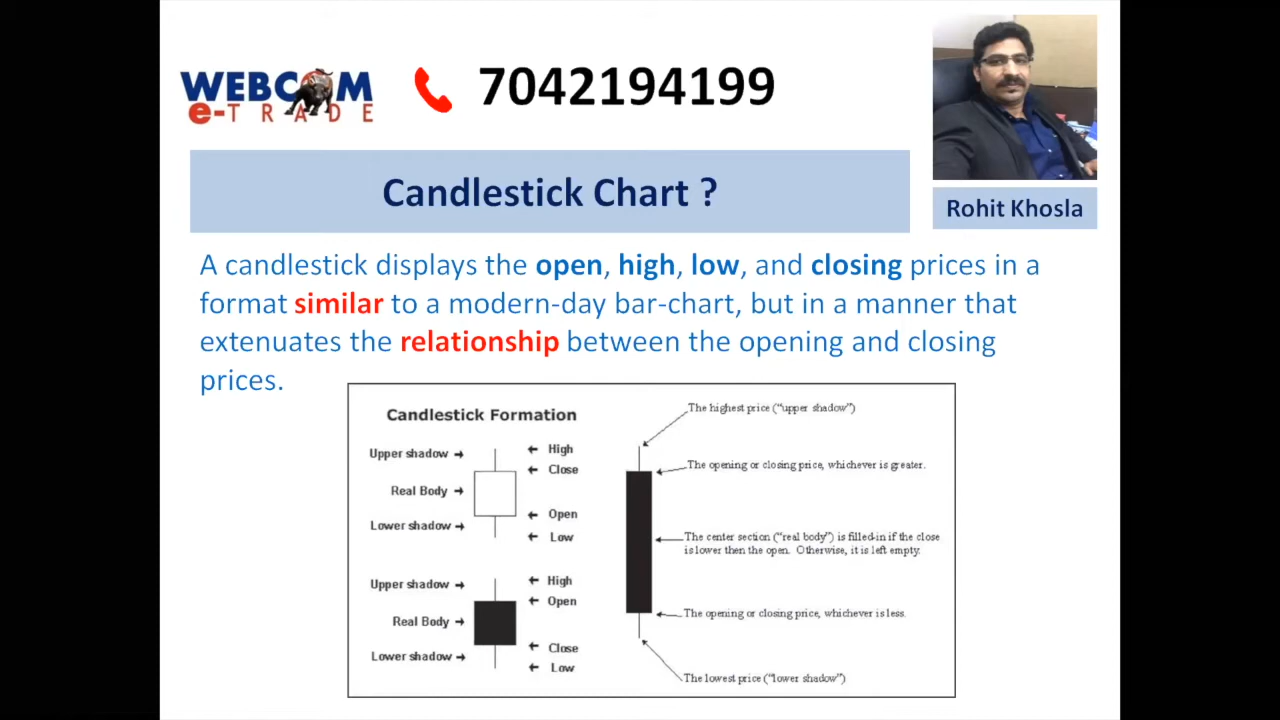 WEBCOM
e-TRADE
7042194199
Candlestick Chart ?
Rohit Khosla
A candlestick displays the open, high, low, and closing prices in a
format similar to a modern-day bar-chart, but in a manner that
extenuates the relationship between the opening and closing
prices.
Candlestick Formation
Upper shadow
High
Close
Real Body
Open
Lower shadow
Low
Upper shadow
High
Open
Real Body
Close
Lower shadow
Low
The highest price ("upper shadow")
The opening or closing price, whichever is greater.
The center section ("real body") is filled-in if the close
is lower then the open. Otherwise, it is left empty.
The opening or closing price, whichever is less.
The lowest price ("lower shadow")